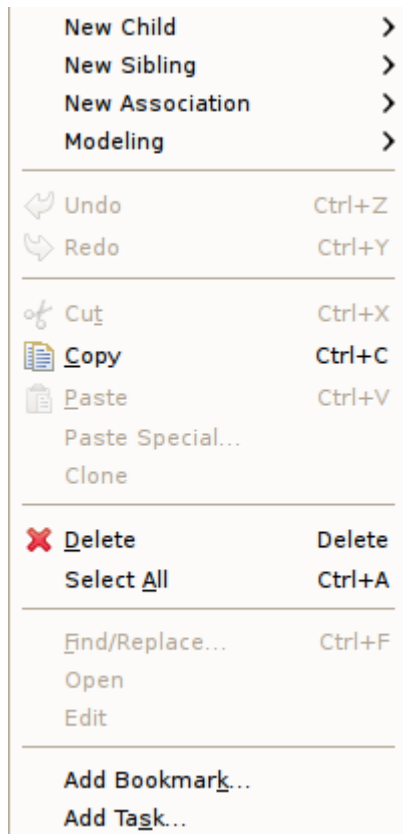 New Child
New Sibling
New Association
Modeling
Undo Ctrl+Z
Redo Ctrl+Y
Cut Ctrl+X
Copy Ctrl+C
Paste Ctrl+V
Paste Special...
Clone
Delete Delete
Select All Ctrl+A
Find/Replace... Ctrl+F
Open
Edit
Add Bookmark...
Add Task...